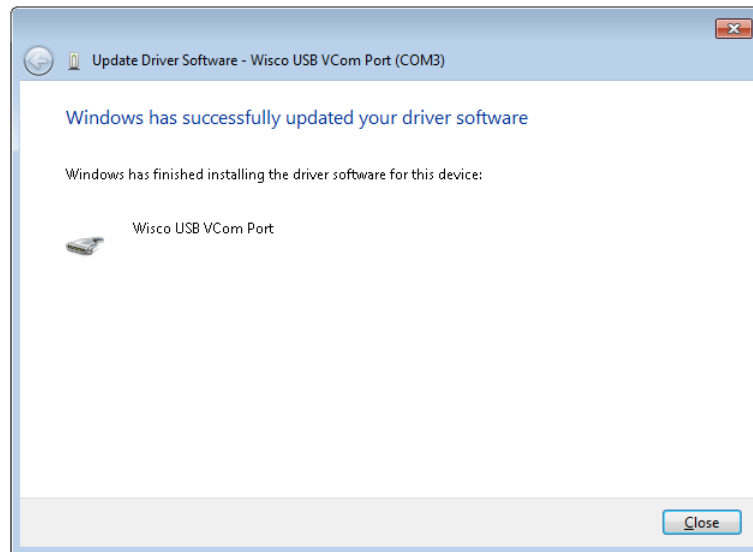 Update Driver Software - Wisco USB VCom Port (COM3)
Windows has successfully updated your driver software
Windows has finished installing the driver software for this device:
Wisco USB VCom Port
Close